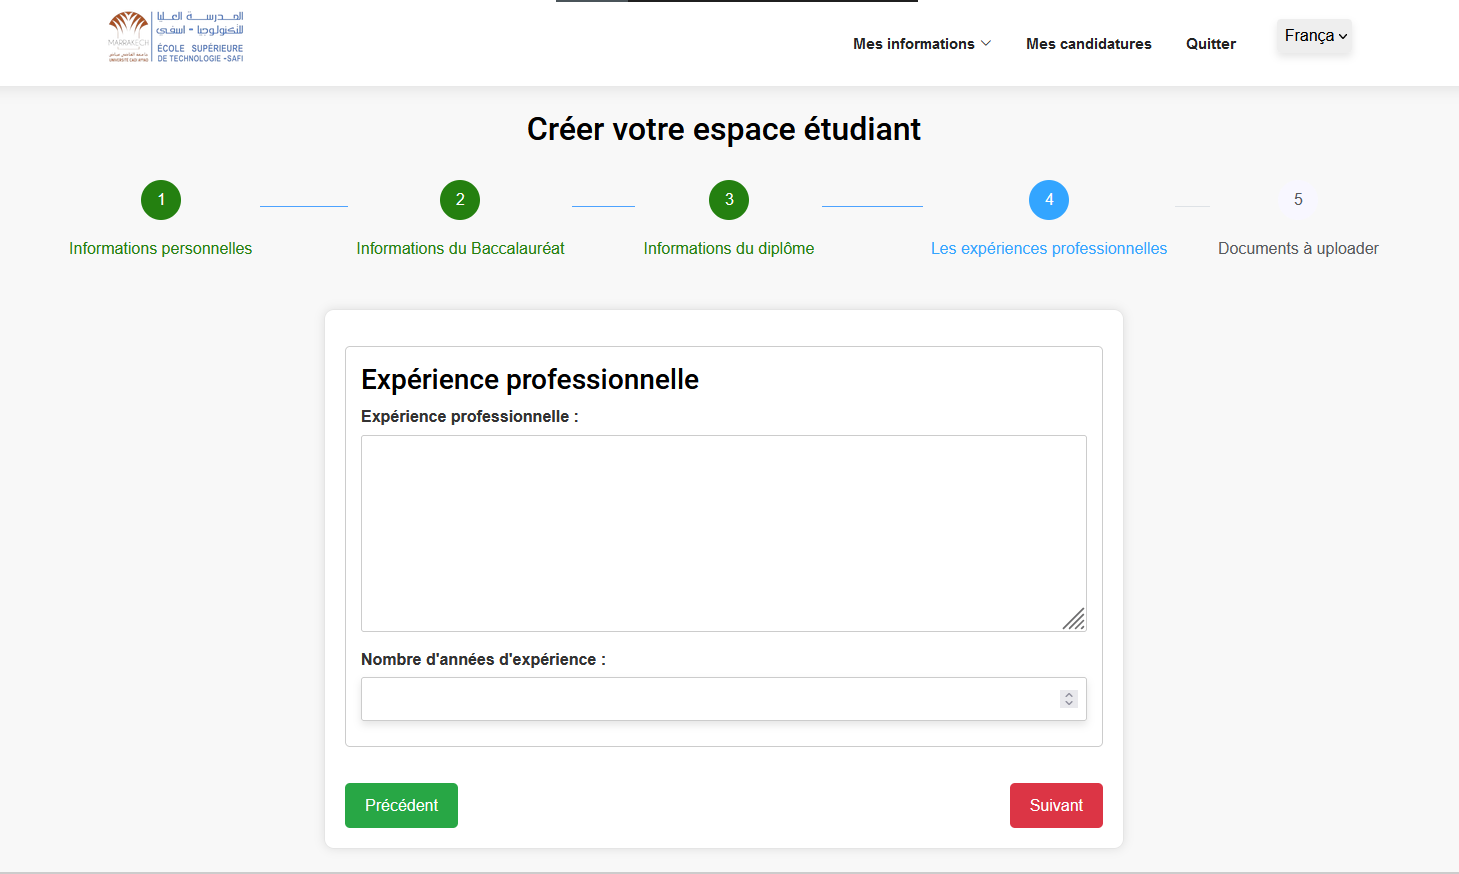 المدرسة العليا
للتكنولوجيا - اسفي
MARRAKECH
ÉCOLE SUPÉRIEURE
DE TECHNOLOGIE -SAFI
Mes informations
Mes candidatures
Quitter
França
Créer votre espace étudiant
1
2
3
4
5
Informations personnelles
Informations du Baccalauréat
Informations du diplôme
Les expériences professionnelles
Documents à uploader
Expérience professionnelle
Expérience professionnelle :
Nombre d'années d'expérience :
Précédent
Suivant